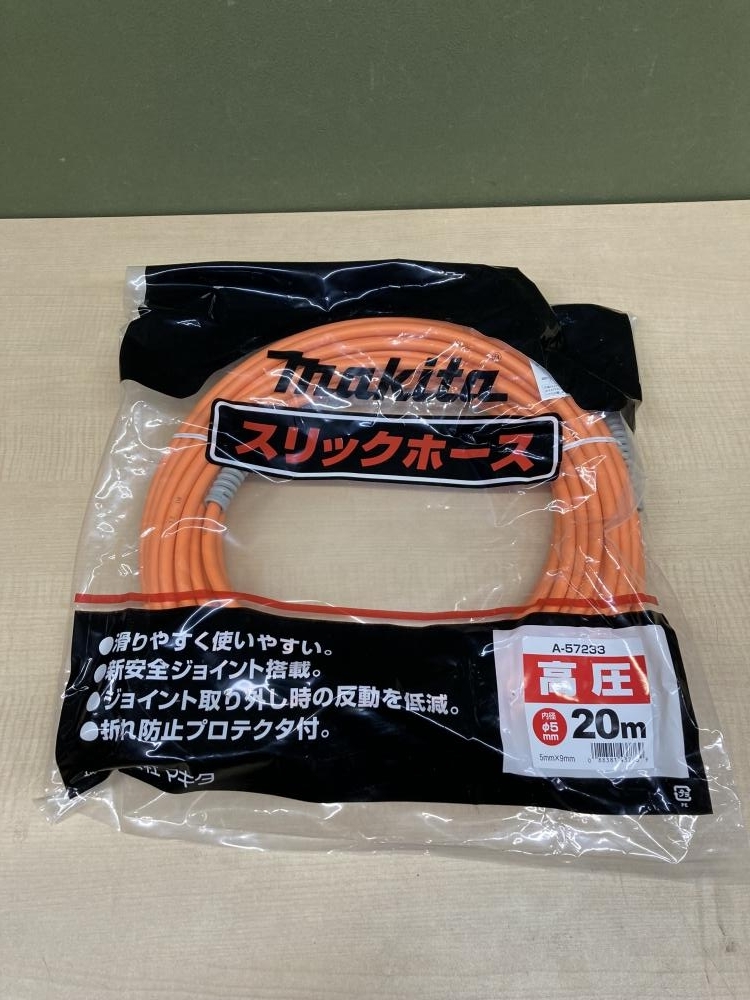 makita®
スリックホース
●滑りやすく使いやすい。
●新安全ジョイント搭載。
●ジョイント取り外し時の反動を低減。
●折れ防止プロテクタ付。
マキタ
A-57233
高圧
内径
φ5
mm
20m
5mm×9mm
プラ
PE